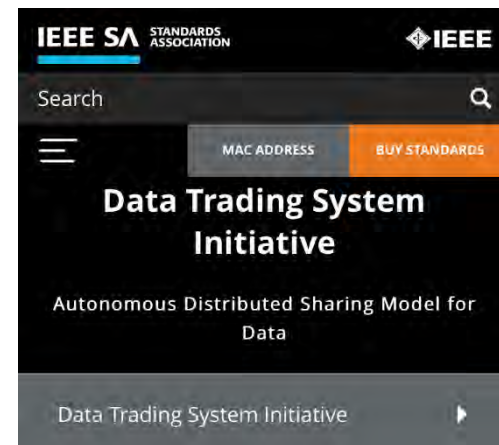 IEEE SA STANDARDS
ASSOCIATION
IEEE
Search
MAC ADDRESS
BUY STANDARDS
Data Trading System
Initiative
Autonomous Distributed Sharing Model for
Data
Data Trading System Initiative